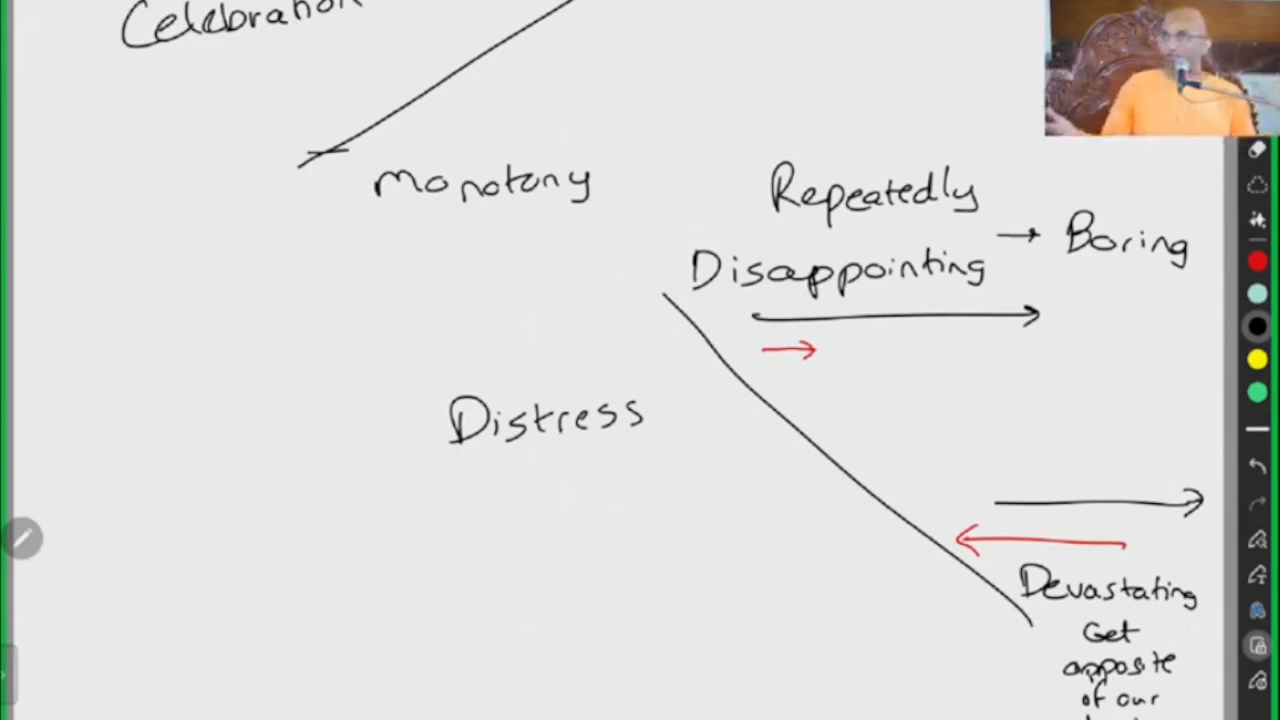 Celebration
Monotony
Repeatedly
Disappointing → Boring
Distress
Devastating
Get
opposite
of our